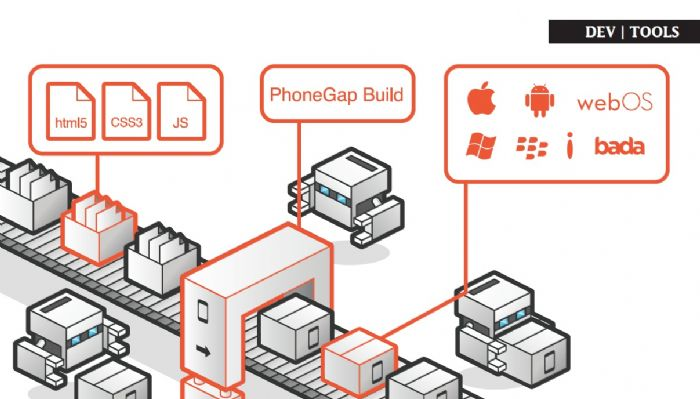 DEV | TOOLS
html5
CSS3
JS
PhoneGap Build
webOS
bada